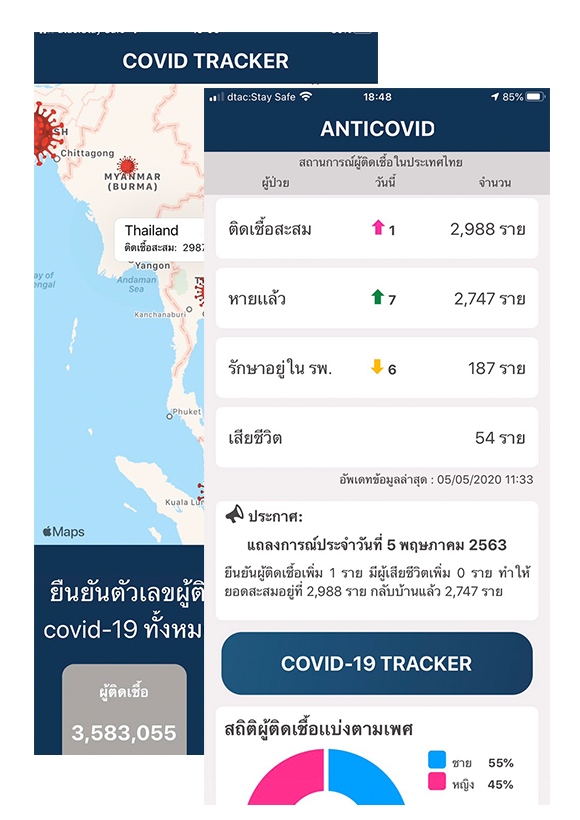 COVID TRACKER
Chittagong
MYANMAR
(BURMA)
Thailand
ติดเชื้อสะสม: 2987
Yangon
Andaman
Sea
Kanchanaburi
Phuket
Kuala Lu
Maps
ยืนยันตัวเลขผู้ติ
covid-19 ทั้งหม
ผู้ติดเชื้อ
3,583,055
dtac:Stay Safe 18:48 85%
ANTICOVID
สถานการณ์ผู้ติดเชื้อในประเทศไทย
ผู้ป่วย วันนี้ จำนวน
ติดเชื้อสะสม 1 2,988 ราย
หายแล้ว 7 2,747 ราย
รักษาอยู่ใน รพ. 6 187 ราย
เสียชีวิต 54 ราย
อัพเดทข้อมูลล่าสุด : 05/05/2020 11:33
ประกาศ:
แถลงการณ์ประจำวันที่ 5 พฤษภาคม 2563
ยืนยันผู้ติดเชื้อเพิ่ม 1 ราย มีผู้เสียชีวิตเพิ่ม 0 ราย ทำให้
ยอดสะสมอยู่ที่ 2,988 ราย กลับบ้านแล้ว 2,747 ราย
COVID-19 TRACKER
สถิติผู้ติดเชื้อแบ่งตามเพศ
ชาย 55%
หญิง 45%